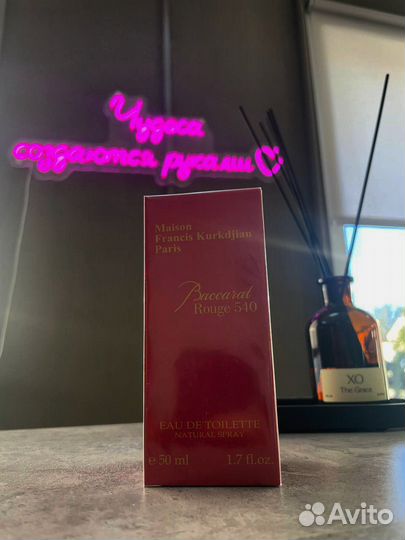 Чудеса
создаются руками
Maison
Francis Kurkdjian
Paris
Baccarat
Rouge 540
EAU DE TOILETTE
NATURAL SPRAY
e 50 ml 1.7 fl.oz.
XO
The Grace
Avito